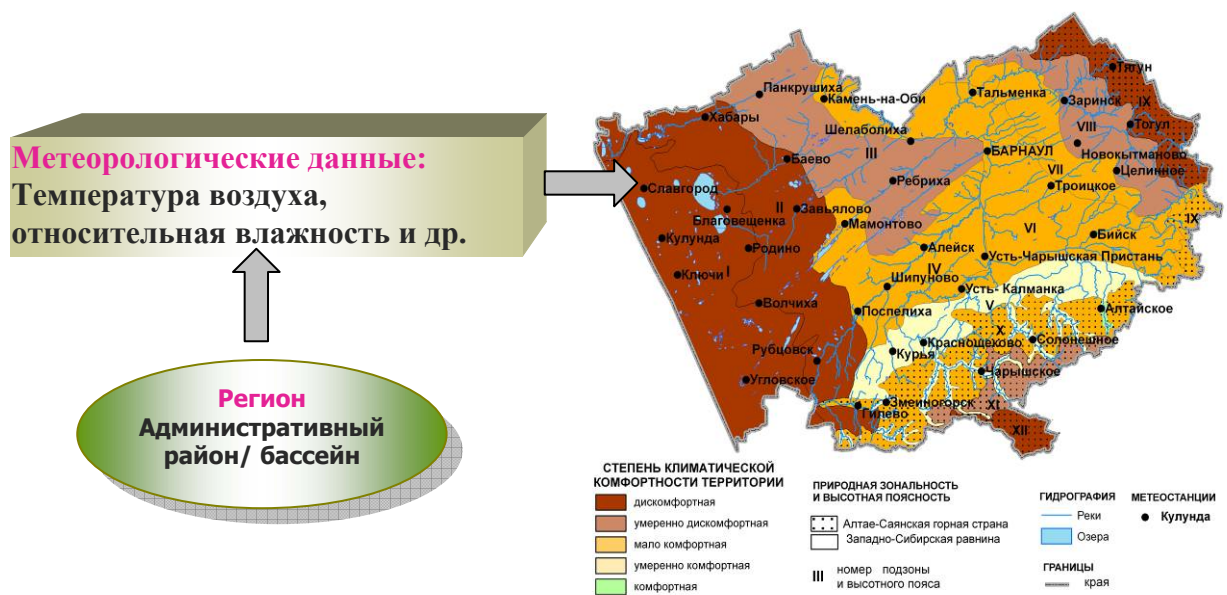 Метеорологические данные:
Температура воздуха,
относительная влажность и др.
Регион
Административный
район/ бассейн
Тягун
Панкрушиха
Камень-на-Оби
Тальменка
Заринск
IX
Хабары
Тогул
Шелаболиха
VIII
Баево
III
БАРНАУЛ
Новокытманово
VII
Целинное
Славгород
Ребриха
Троицкое
II
Завьялово
Благовещенка
Мамонтово
IX
VI
Бийск
Кулунда
Родино
Алейск
Усть-Чарышская Пристань
Ключи
I
IV
Шипуново
Усть- Калманка
Волчиха
V
Поспелиха
Алтайское
X
Краснощеково
Солонешное
Рубцовск
Курья
Чарышское
Угловское
Змеиногорск
XI
Гилево
XII
СТЕПЕНЬ КЛИМАТИЧЕСКОЙ
КОМФОРТНОСТИ ТЕРРИТОРИИ
дискомфортная
умеренно дискомфортная
мало комфортная
умеренно комфортная
комфортная
ПРИРОДНАЯ ЗОНАЛЬНОСТЬ
И ВЫСОТНАЯ ПОЯСНОСТЬ
Алтае-Саянская горная страна
Западно-Сибирская равнина
III номер подзоны
и высотного пояса
ГИДРОГРАФИЯ
Реки
Озера
ГРАНИЦЫ
края
МЕТЕОСТАНЦИИ
Кулунда